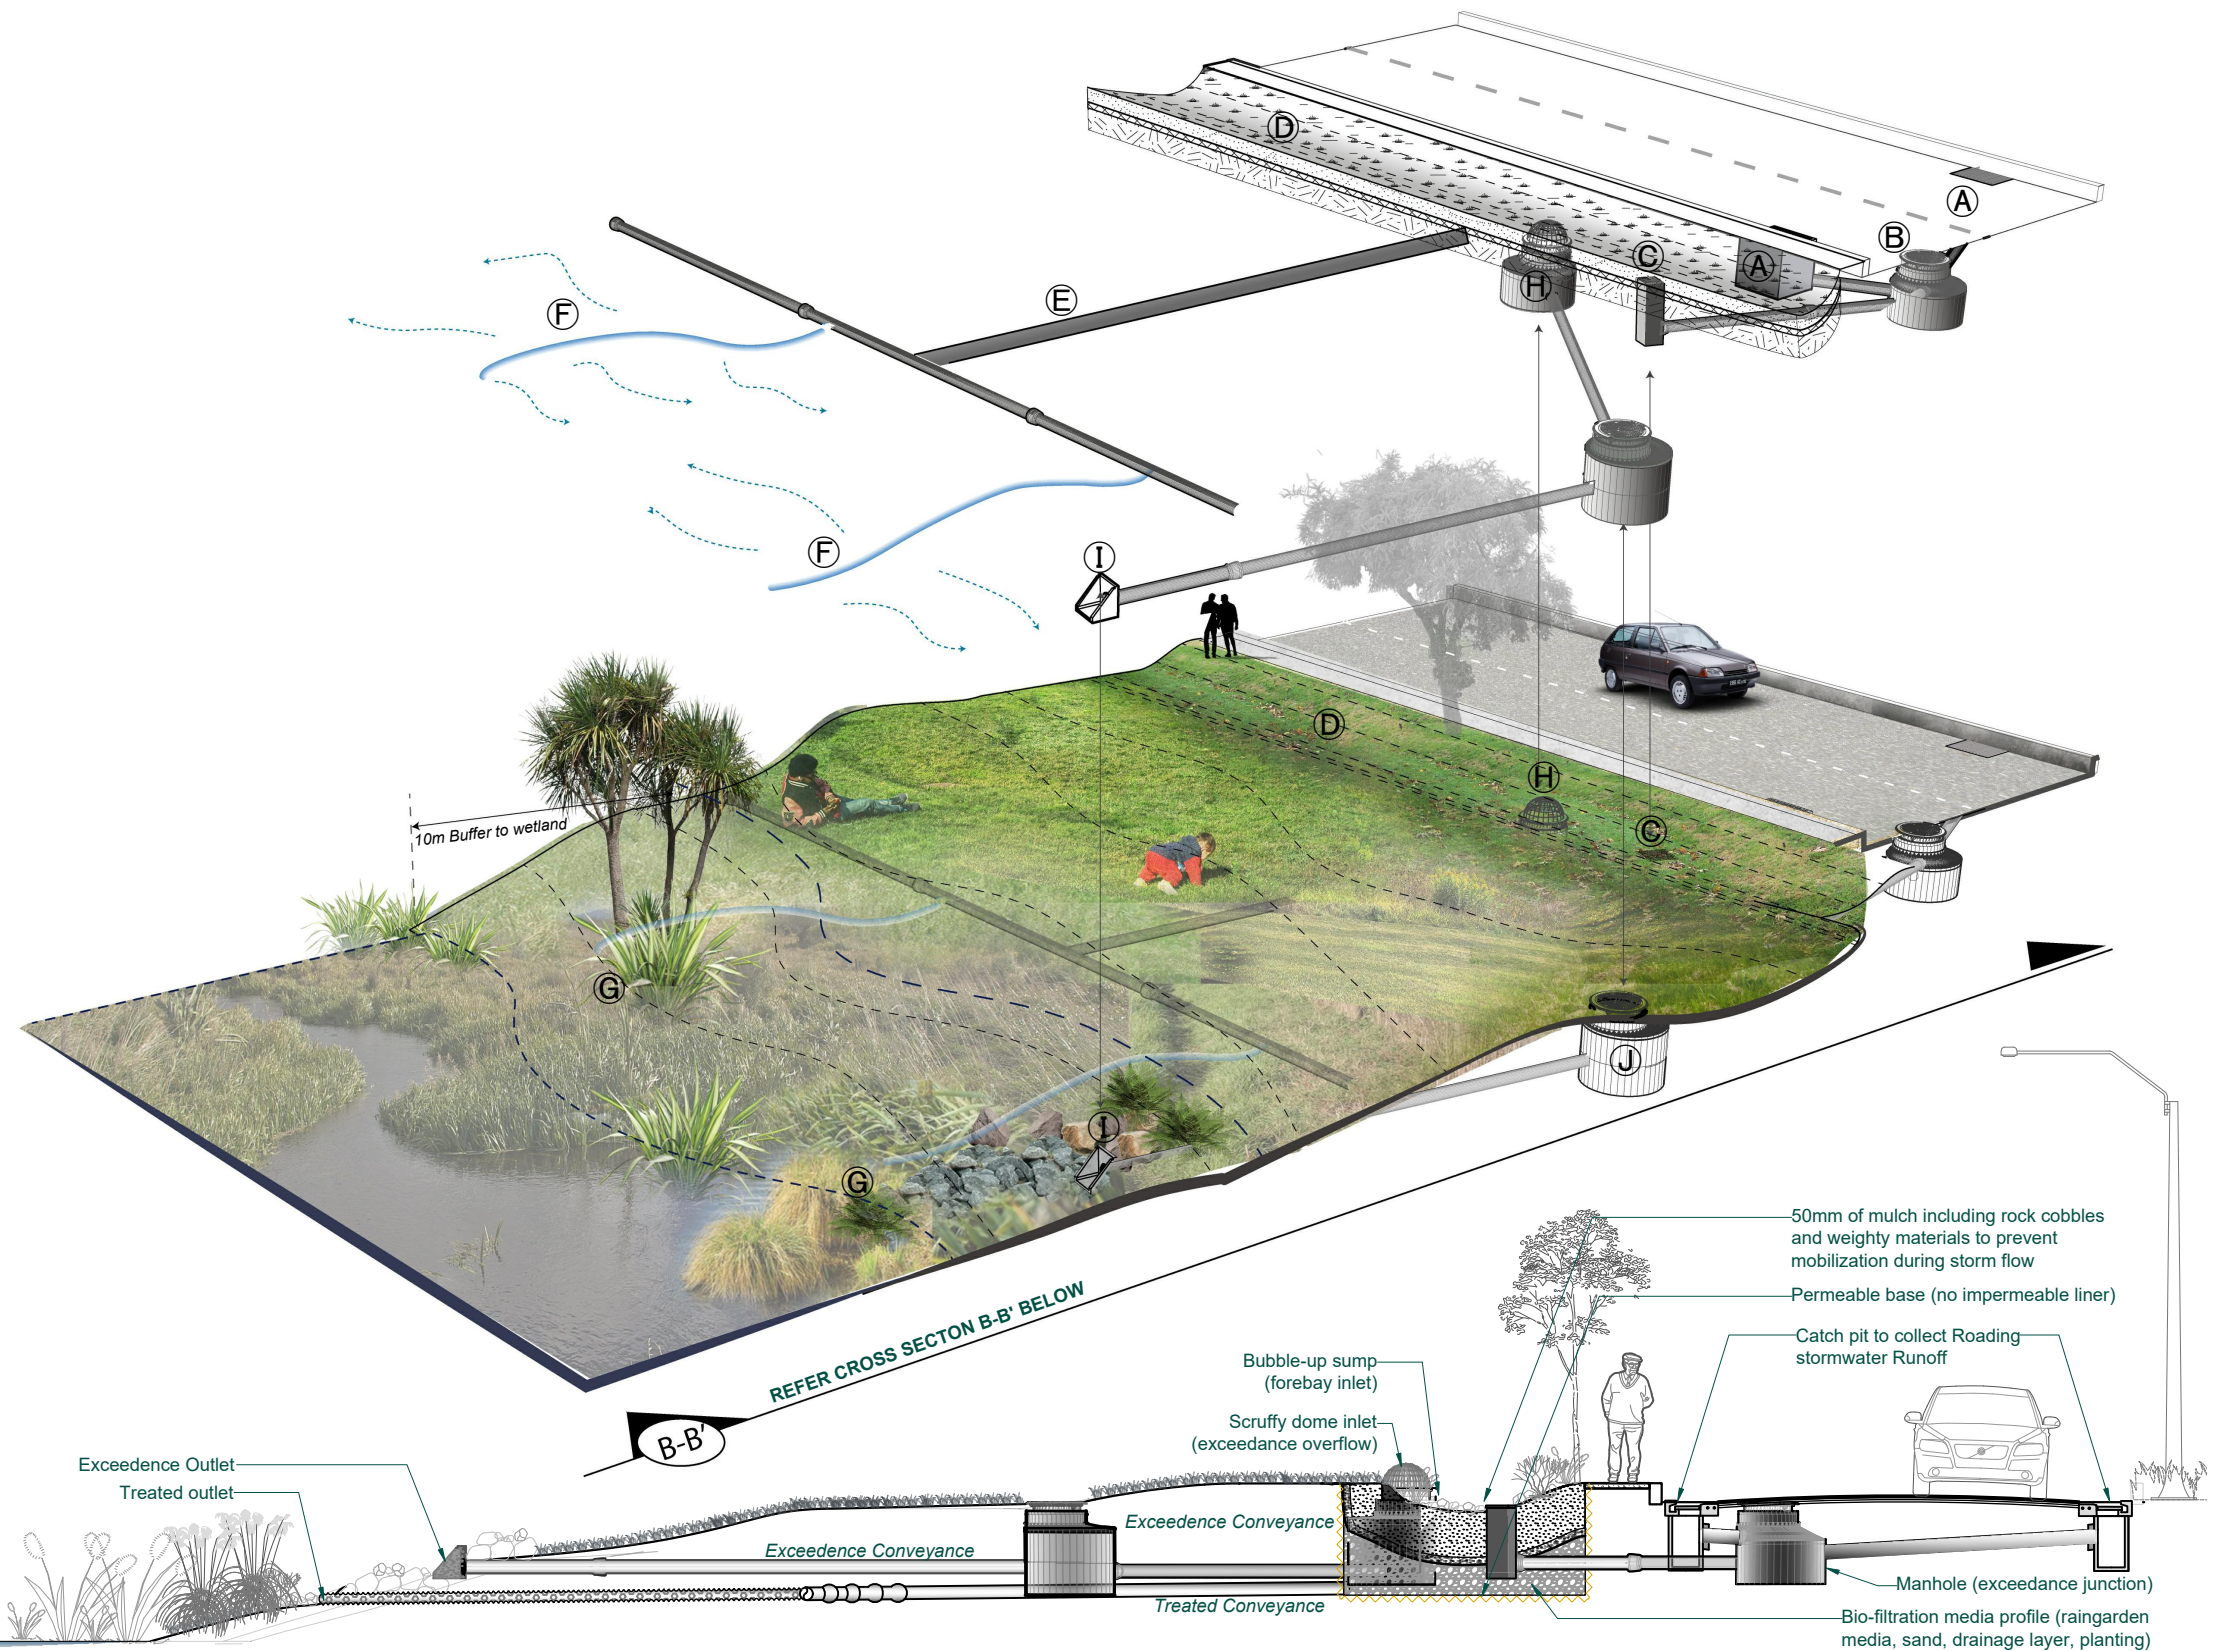 D
A
B
C
A
H
E
F
F
I
D
H
C
10m Buffer to wetland
G
J
I
G
REFER CROSS SECTON B-B' BELOW
B-B'
50mm of mulch including rock cobbles
and weighty materials to prevent
mobilization during storm flow
Permeable base (no impermeable liner)
Catch pit to collect Roading
stormwater Runoff
Bubble-up sump
(forebay inlet)
Scruffy dome inlet
(exceedance overflow)
Exceedence Outlet
Treated outlet
Exceedence Conveyance
Exceedence Conveyance
Treated Conveyance
Manhole (exceedance junction)
Bio-filtration media profile (raingarden
media, sand, drainage layer, planting)